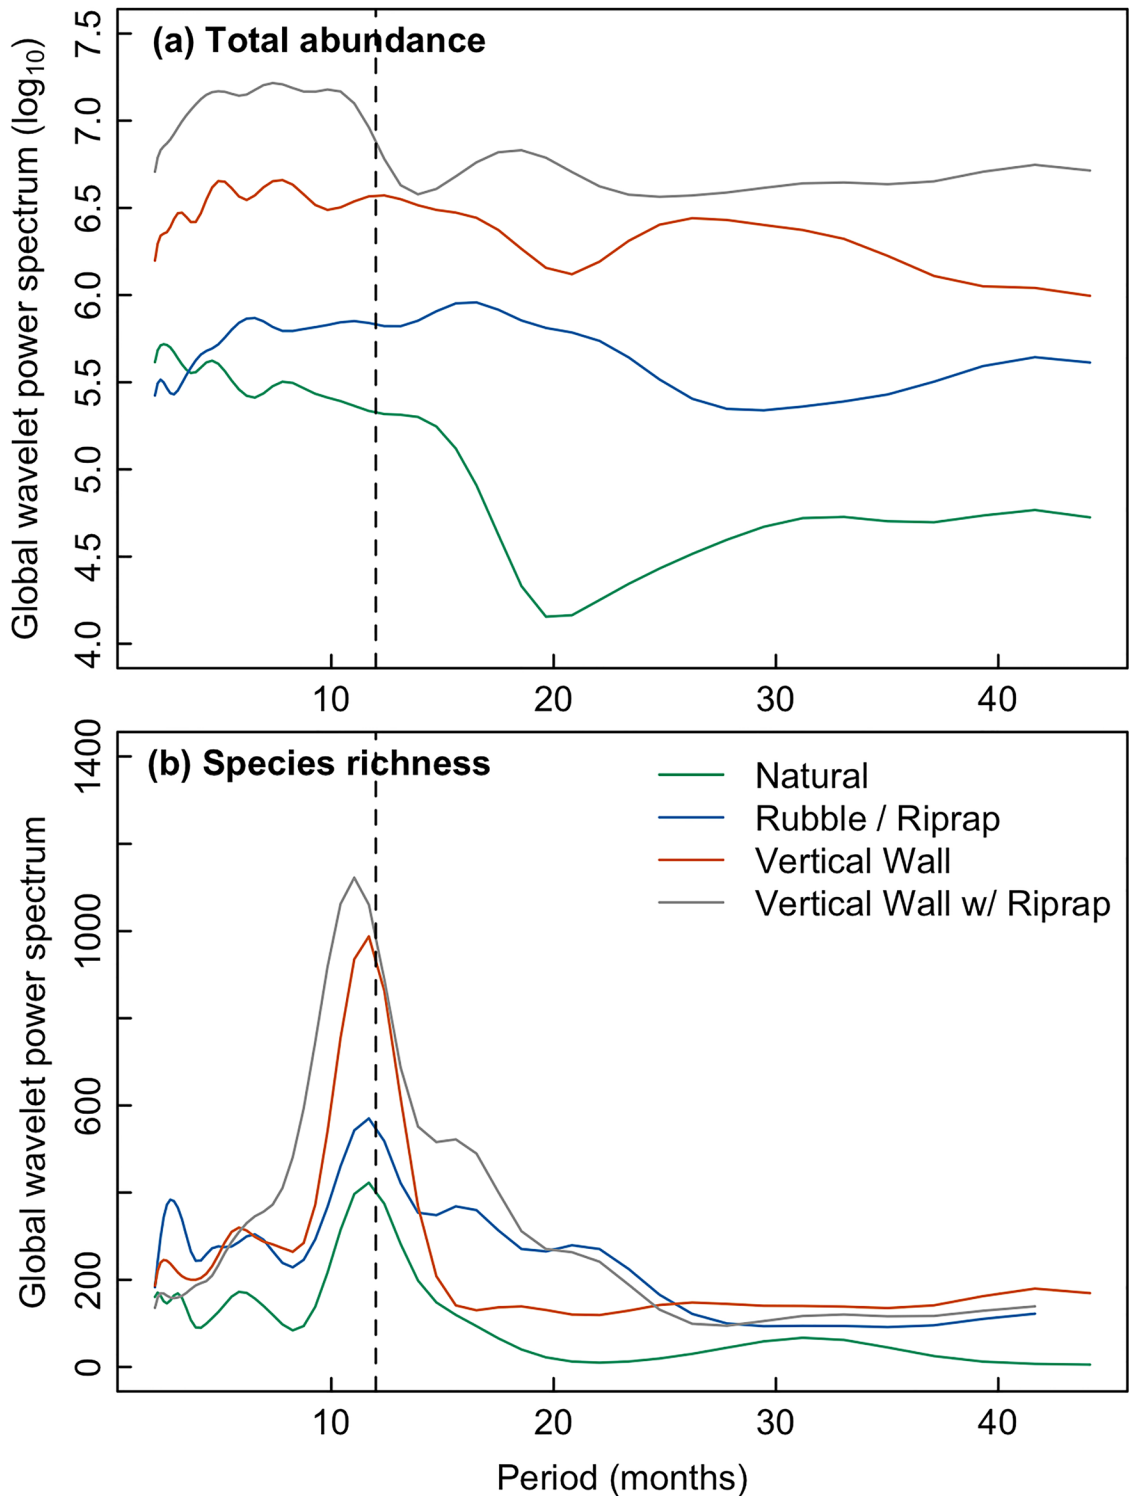 (a) Total abundance
Global wavelet power spectrum (log10)
7.5
7.0
6.5
6.0
5.5
5.0
4.5
4.0
10 20 30 40
(b) Species richness
Global wavelet power spectrum
1400
1000
600
200
0
Natural
Rubble / Riprap
Vertical Wall
Vertical Wall w/ Riprap
10 20 30 40
Period (months)